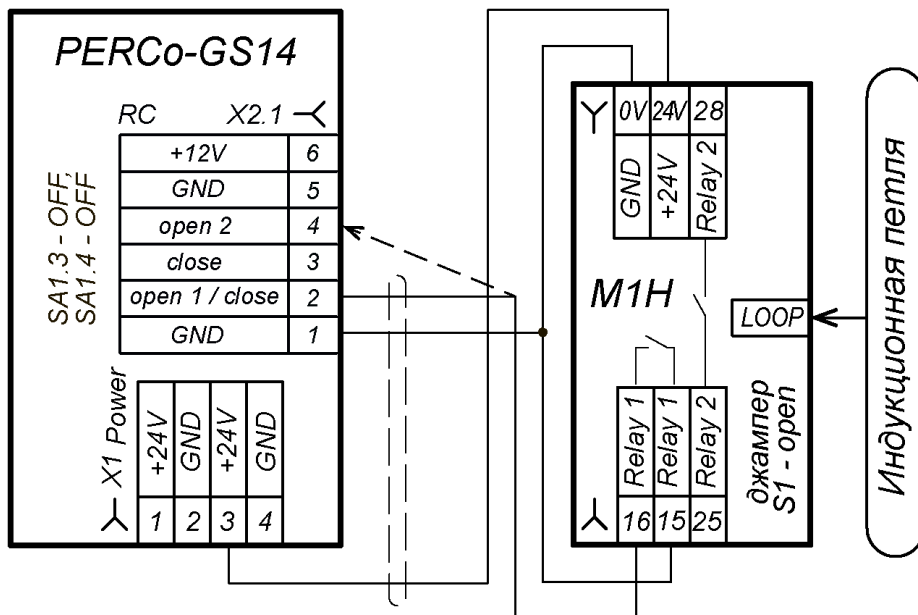 PERCo-GS14
RC X2.1
+12V 6
GND 5
open 2 4
close 3
open 1 / close 2
GND 1
SA1.3 - OFF,
SA1.4 - OFF
X1 Power
+24V GND +24V GND
1 2 3 4
0V 24V 28
GND +24V Relay 2
M1H
LOOP
Relay 1 Relay 1 Relay 2
16 15 25
джампер
S1 - open
Индукционная петля